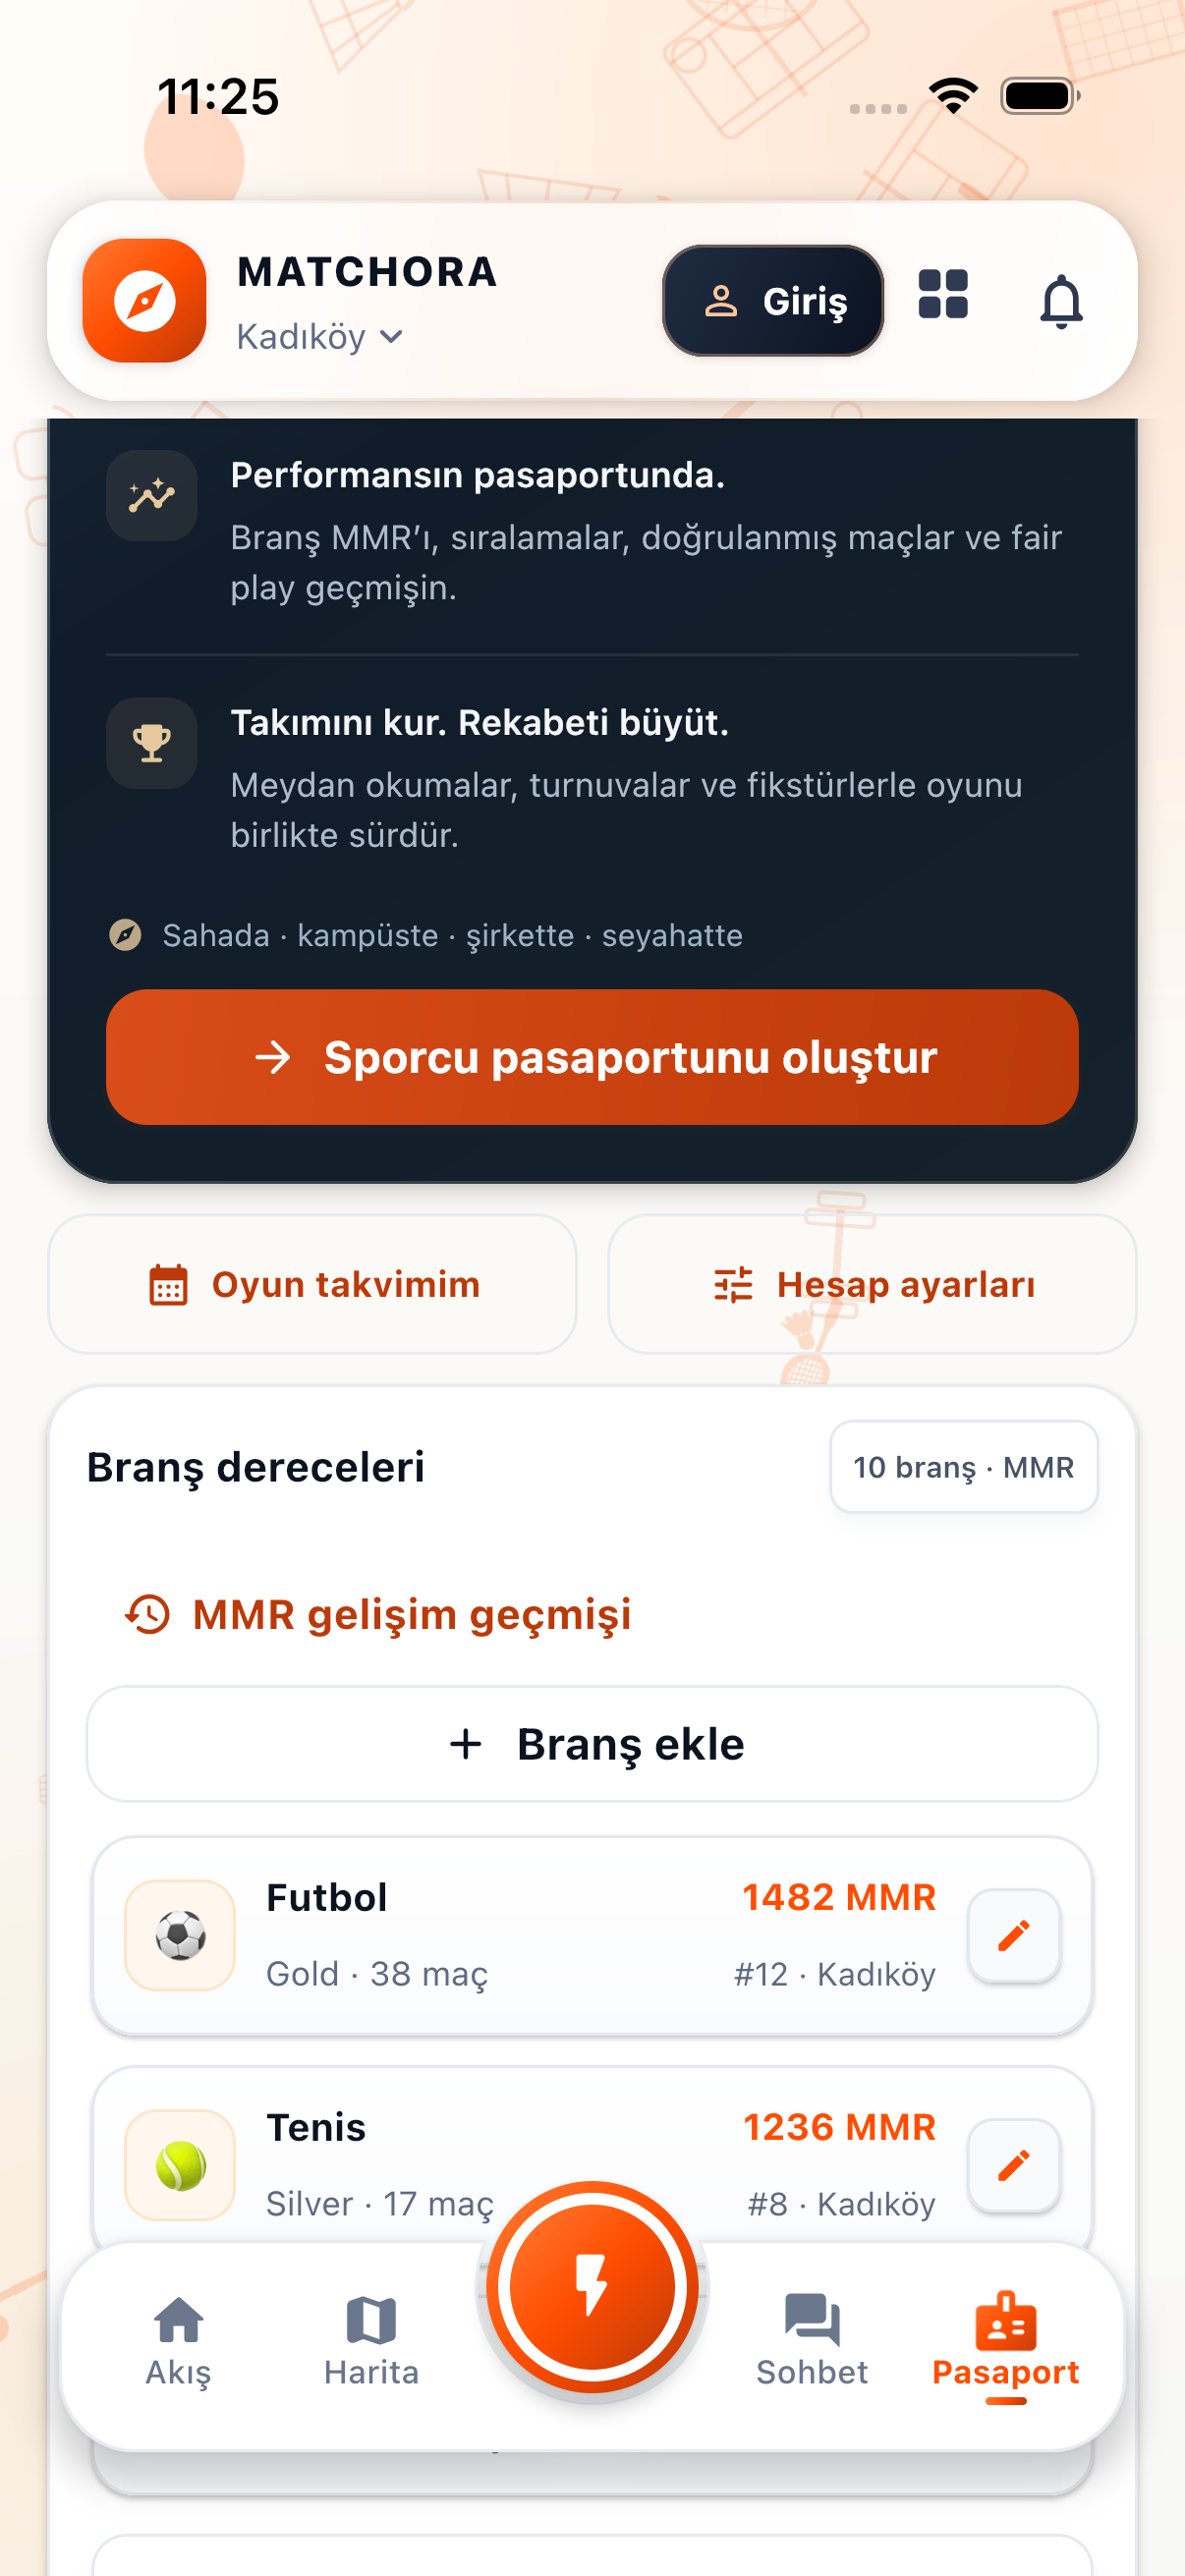 11:25
MATCHORA
Kadıköy
Giriş
Performansın pasaportunda.
Branş MMR’ı, sıralamalar, doğrulanmış maçlar ve fair
play geçmişin.
Takımını kur. Rekabeti büyüt.
Meydan okumalar, turnuvalar ve fikstürlerle oyunu
birlikte sürdür.
Sahada · kampüste · şirkette · seyahatte
Sporcu pasaportunu oluştur
Oyun takvimim
Hesap ayarları
Branş dereceleri
10 branş · MMR
MMR gelişim geçmişi
Branş ekle
Futbol
1482 MMR
Gold · 38 maç
#12 · Kadıköy
Tenis
1236 MMR
Silver · 17 maç
#8 · Kadıköy
Akış
Harita
Sohbet
Pasaport